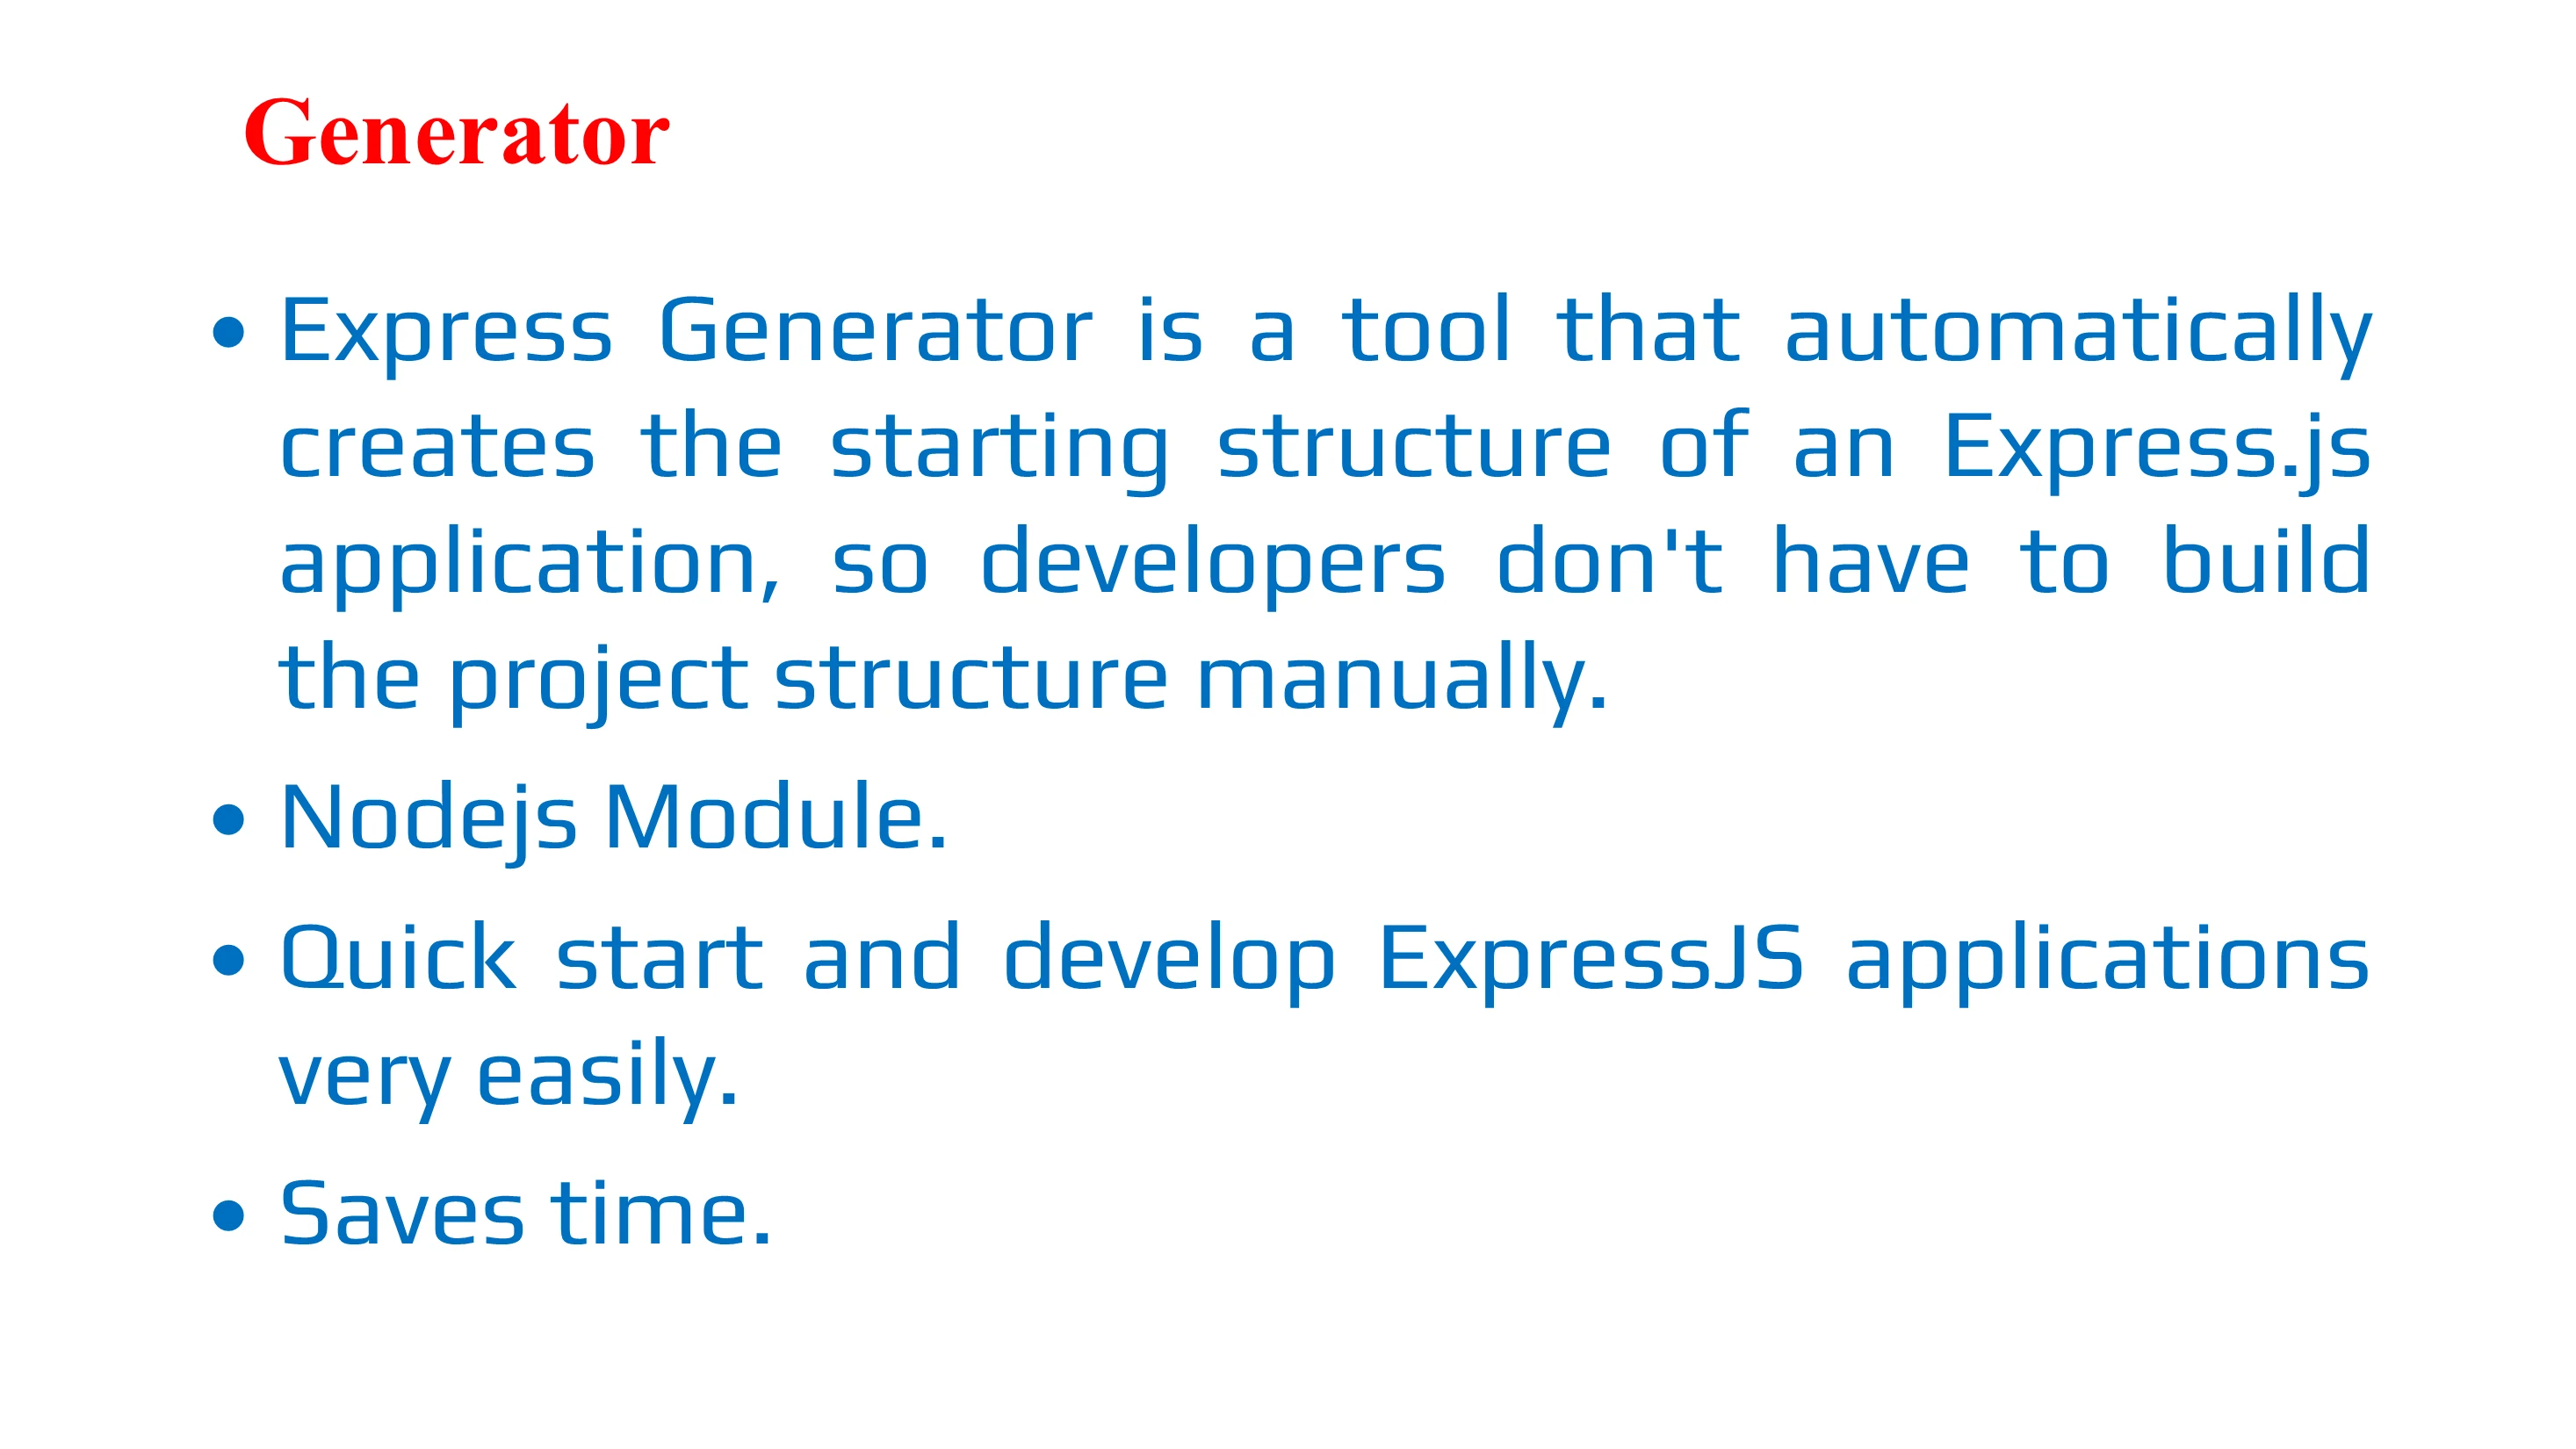 Generator
• Express Generator is a tool that automatically
creates the starting structure of an Express.js
application, so developers don't have to build
the project structure manually.
• Nodejs Module.
• Quick start and develop ExpressJS applications
very easily.
• Saves time.